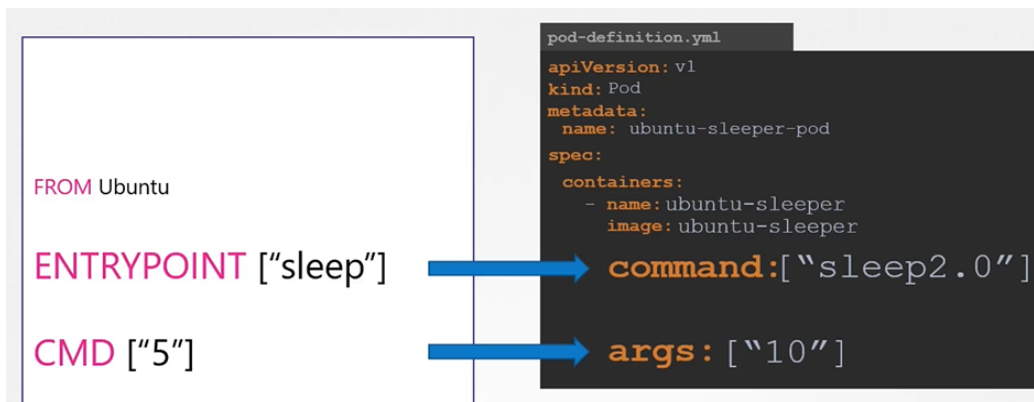 FROM Ubuntu
ENTRYPOINT [“sleep”]
CMD [“5”]
pod-definition.yml
apiVersion: v1
kind: Pod
metadata:
name: ubuntu-sleeper-pod
spec:
containers:
- name: ubuntu-sleeper
image: ubuntu-sleeper
command:[“sleep2.0”]
args: [“10”]